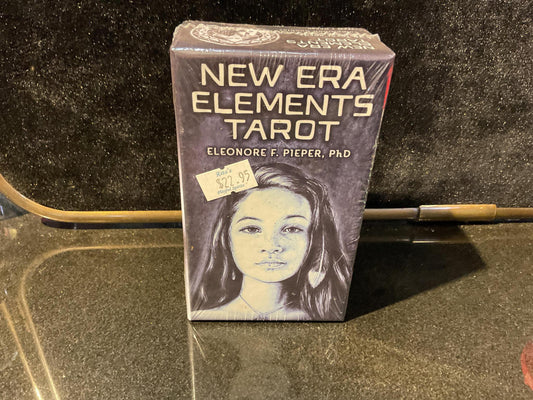 NEW ERA
ELEMENTS
TAROT
ELEONORE F. PIEPER, PhD
$22.95